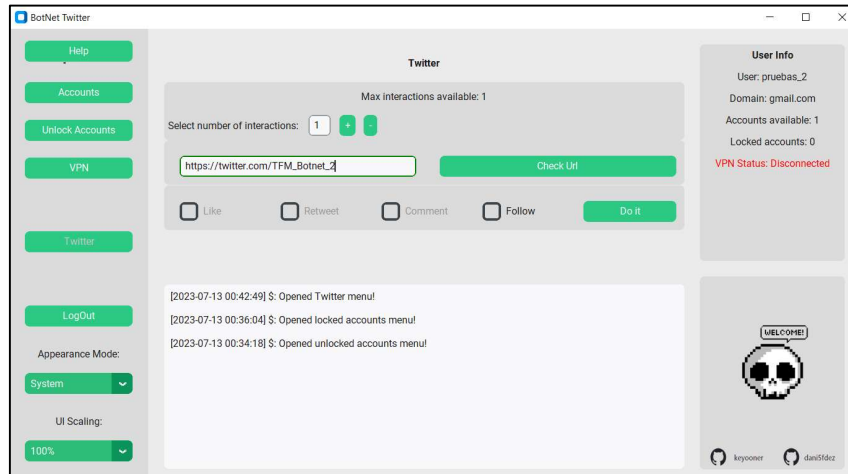 BotNet Twitter
Help
Accounts
Unlock Accounts
VPN
Twitter
LogOut
Appearance Mode:
System
UI Scaling:
100%
Twitter
Max interactions available: 1
Select number of interactions: 1 + -
https://twitter.com/TFM_Botnet_2 Check Url
Like Retweet Comment Follow Do it
[2023-07-13 00:42:49] $: Opened Twitter menu!
[2023-07-13 00:36:04] $: Opened locked accounts menu!
[2023-07-13 00:34:18] $: Opened unlocked accounts menu!
User Info
User: pruebas_2
Domain: gmail.com
Accounts available: 1
Locked accounts: 0
VPN Status: Disconnected
WELCOME!
keyooner dani5fdez